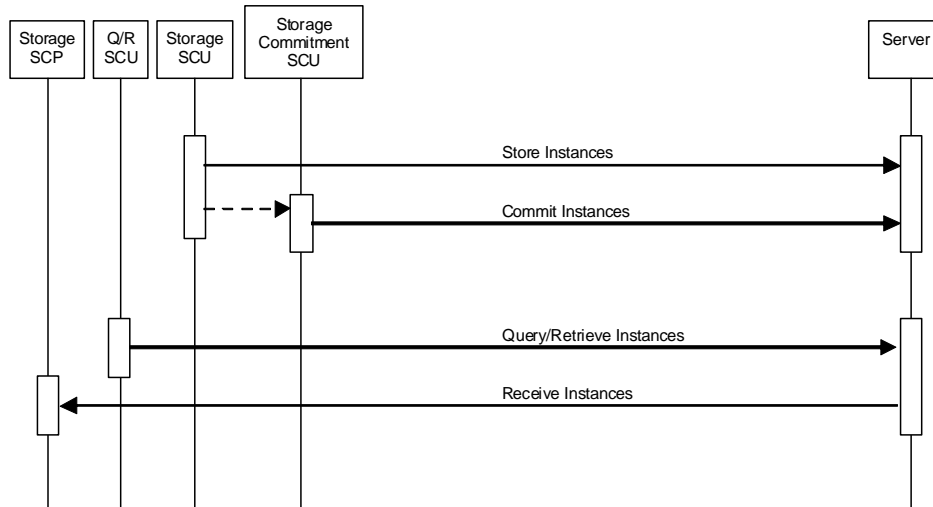 Storage
SCP
Q/R
SCU
Storage
SCU
Storage
Commitment
SCU
Server
Store Instances
Commit Instances
Query/Retrieve Instances
Receive Instances